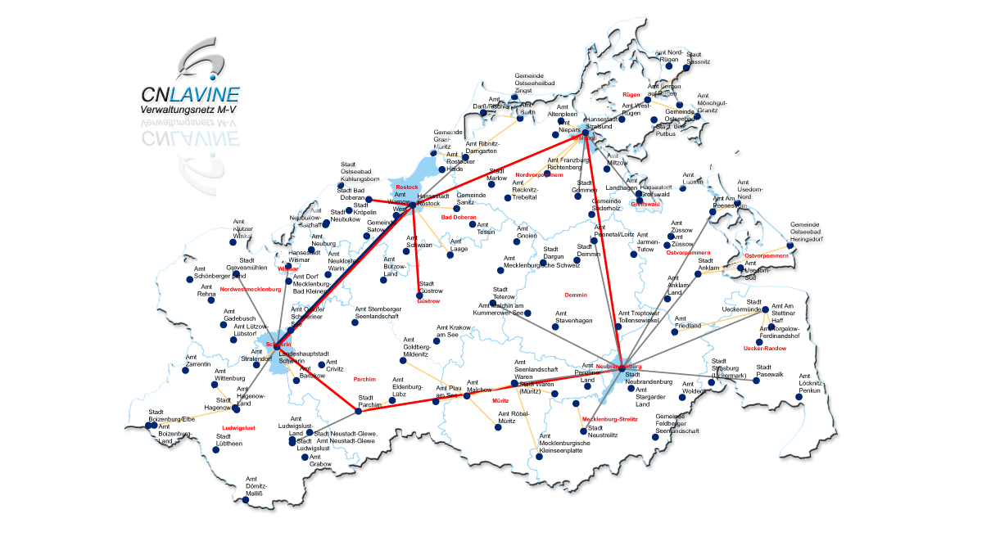 CNLAVINE
Verwaltungsnetz M-V
Gemeinde
Ostseeheilbad
Zingst
Amt
Darß/Fischland
Amt
Barth
Amt
Altenpleen
Amt
Niepars
Hansestadt
Stralsund
Stralsund
Amt Nord-
Rügen
Stadt
Sassnitz
Rügen
Amt Bergen
auf Rügen
Amt West-
Rügen
Amt
Mönchgut-
Granitz
Gemeinde
Ostseebad
Binz
Stadt
Putbus
Gemeinde
Graal-
Müritz
Amt Ribnitz-
Damgarten
Amt
Rostocker
Heide
Stadt
Marlow
Amt Franzburg-
Richtenberg
Nordvorpommern
Amt
Recknitz-
Trebeltal
Amt
Miltzow
Stadt
Grimmen
Amt
Landhagen
Hansestadt
Greifswald
Greifswald
Amt
Lubmin
Amt
Usedom-
Nord
Amt Am
Peenestrom
Gemeinde
Süderholz
Stadt
Ostseebad
Kühlungsborn
Stadt Bad
Doberan
Rostock
Amt
Warnow
West
Hansestadt
Rostock
Gemeinde
Sanitz
Bad Doberan
Amt
Tessin
Stadt
Kröpelin
Stadt
Neubukow
Amt
Neubukow-
Salzhaff
Gemeinde
Satow
Amt
Klützer
Winkel
Amt
Neuburg
Hansestadt
Wismar
Wismar
Amt
Neukloster-
Warin
Amt
Schwaan
Amt
Laage
Amt
Gnoien
Amt
Peenetal/Loitz
Amt
Jarmen-
Tutow
Amt
Züssow
Amt
Züssow
Ostvorpommern
Gemeinde
Ostseebad
Heringsdorf
Ostvorpommern
Amt
Usedom-
Süd
Stadt
Anklam
Amt
Anklam-
Land
Stadt
Dargun
Stadt
Demmin
Amt
Mecklenburgische Schweiz
Amt
Bützow-
Land
Stadt
Güstrow
Güstrow
Stadt
Grevesmühlen
Amt
Schönberger Land
Amt
Rehna
Nordwestmecklenburg
Amt Dorf
Mecklenburg-
Bad Kleinen
Amt
Gadebusch
Amt Lützow-
Lübstorf
Amt Ostufer
Schweriner
See
Amt Sternberger
Seenlandschaft
Stadt
Teterow
Amt Malchin am
Kummerower See
Demmin
Amt
Stavenhagen
Amt Treptower
Tollensewinkel
Amt
Friedland
Stadt
Ueckermünde
Amt Am
Stettiner
Haff
Amt Torgelow-
Ferdinandshof
Uecker-Randow
Schwerin
Landeshauptstadt
Schwerin
Amt
Stralendorf
Amt
Banzkow
Amt
Crivitz
Amt Krakow
am See
Amt
Goldberg-
Mildenitz
Amt
Zarrentin
Amt
Wittenburg
Amt
Hagenow-
Land
Stadt
Hagenow
Parchim
Stadt
Parchim
Amt
Eldenburg-
Lübz
Amt Plau
am See
Amt
Malchow
Amt
Seenlandschaft
Waren
Stadt Waren
(Müritz)
Müritz
Amt Röbel-
Müritz
Amt
Penzliner
Land
Neubrandenburg
Stadt
Neubrandenburg
Amt
Stargarder
Land
Amt
Woldegk
Stadt
Strasburg
(Uckermark)
Stadt
Pasewalk
Amt
Löcknitz-
Penkun
Mecklenburg-Strelitz
Stadt
Neustrelitz
Amt
Mecklenburgische
Kleinseenplatte
Gemeinde
Feldberger
Seenlandschaft
Stadt
Boizenburg/Elbe
Amt
Boizenburg-
Land
Ludwigslust
Stadt
Lübtheen
Amt
Ludwigslust-
Land
Stadt
Ludwigslust
Stadt Neustadt-Glewe,
Amt Neustadt-Glewe
Amt
Grabow
Amt
Dömitz-
Malliß